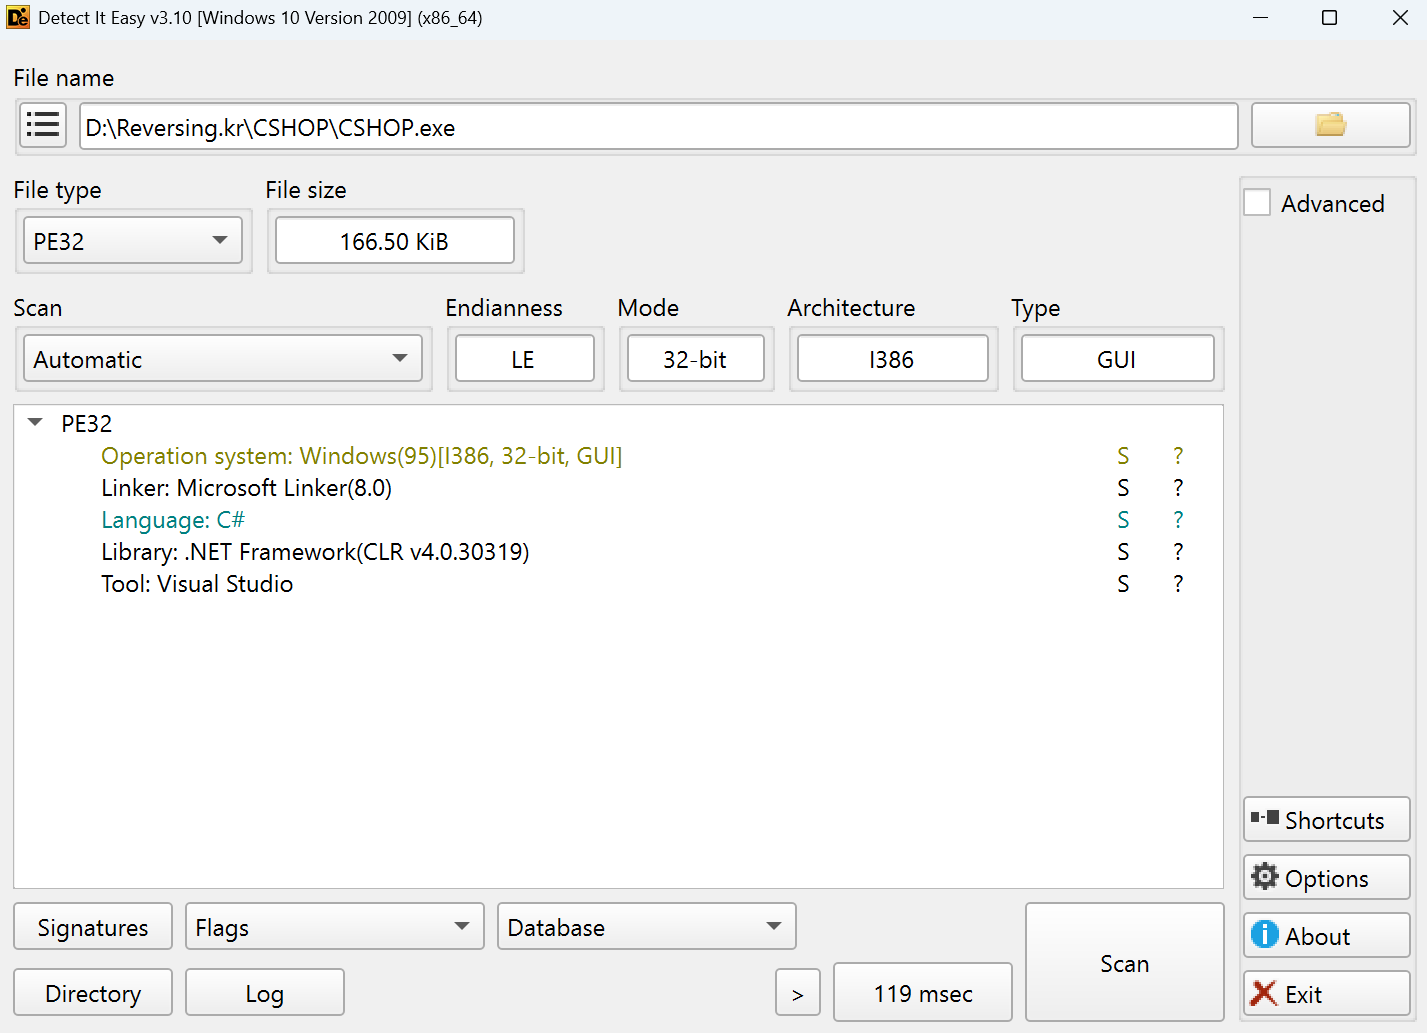 Detect It Easy v3.10 [Windows 10 Version 2009] (x86_64)
File name
D:\Reversing.kr\CSHOP\CSHOP.exe
File type File size
Advanced
PE32 166.50 KiB
Scan Endianness Mode Architecture Type
Automatic LE 32-bit I386 GUI
PE32
Operation system: Windows(95)[I386, 32-bit, GUI] S ?
Linker: Microsoft Linker(8.0) S ?
Language: C# S ?
Library: .NET Framework(CLR v4.0.30319) S ?
Tool: Visual Studio S ?
Shortcuts
Options
Signatures Flags Database
About
Scan
Directory Log > 119 msec
Exit